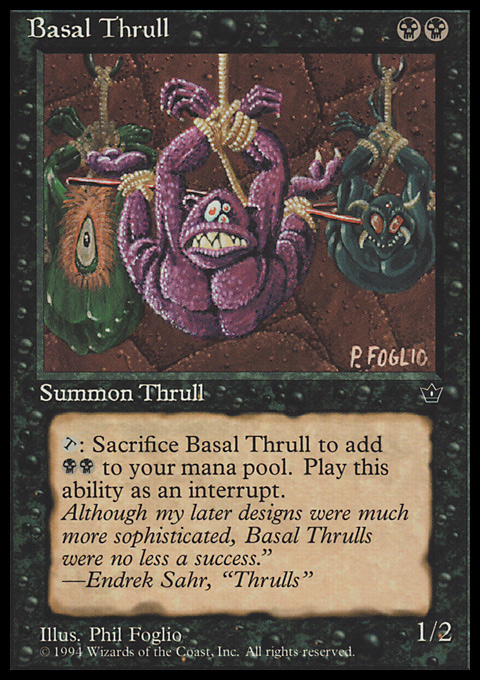 Basal Thrull
P. FOGLIO
Summon Thrull
: Sacrifice Basal Thrull to add
to your mana pool. Play this
ability as an interrupt.
Although my later designs were much
more sophisticated, Basal Thrulls
were no less a success.”
—Endrek Sahr, “Thrulls”
Illus. Phil Foglio
1/2
© 1994 Wizards of the Coast, Inc. All rights reserved.